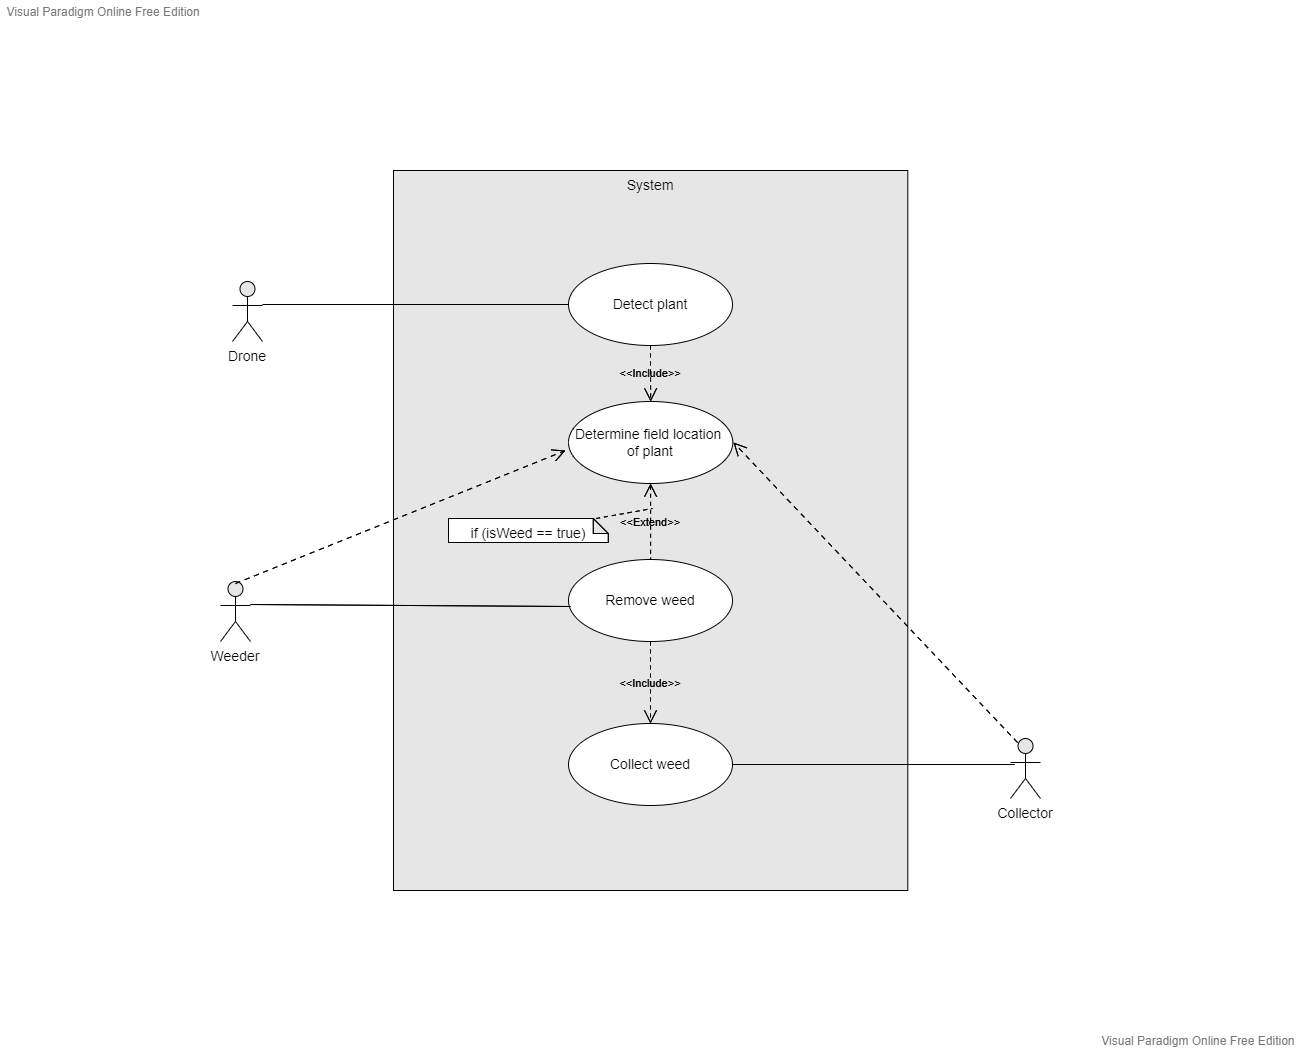 Visual Paradigm Online Free Edition
System
Detect plant
Drone
<<Include>>
Determine field location
of plant
<<Extend>>
if (isWeed == true)
Remove weed
Weeder
<<Include>>
Collect weed
Collector
Visual Paradigm Online Free Edition